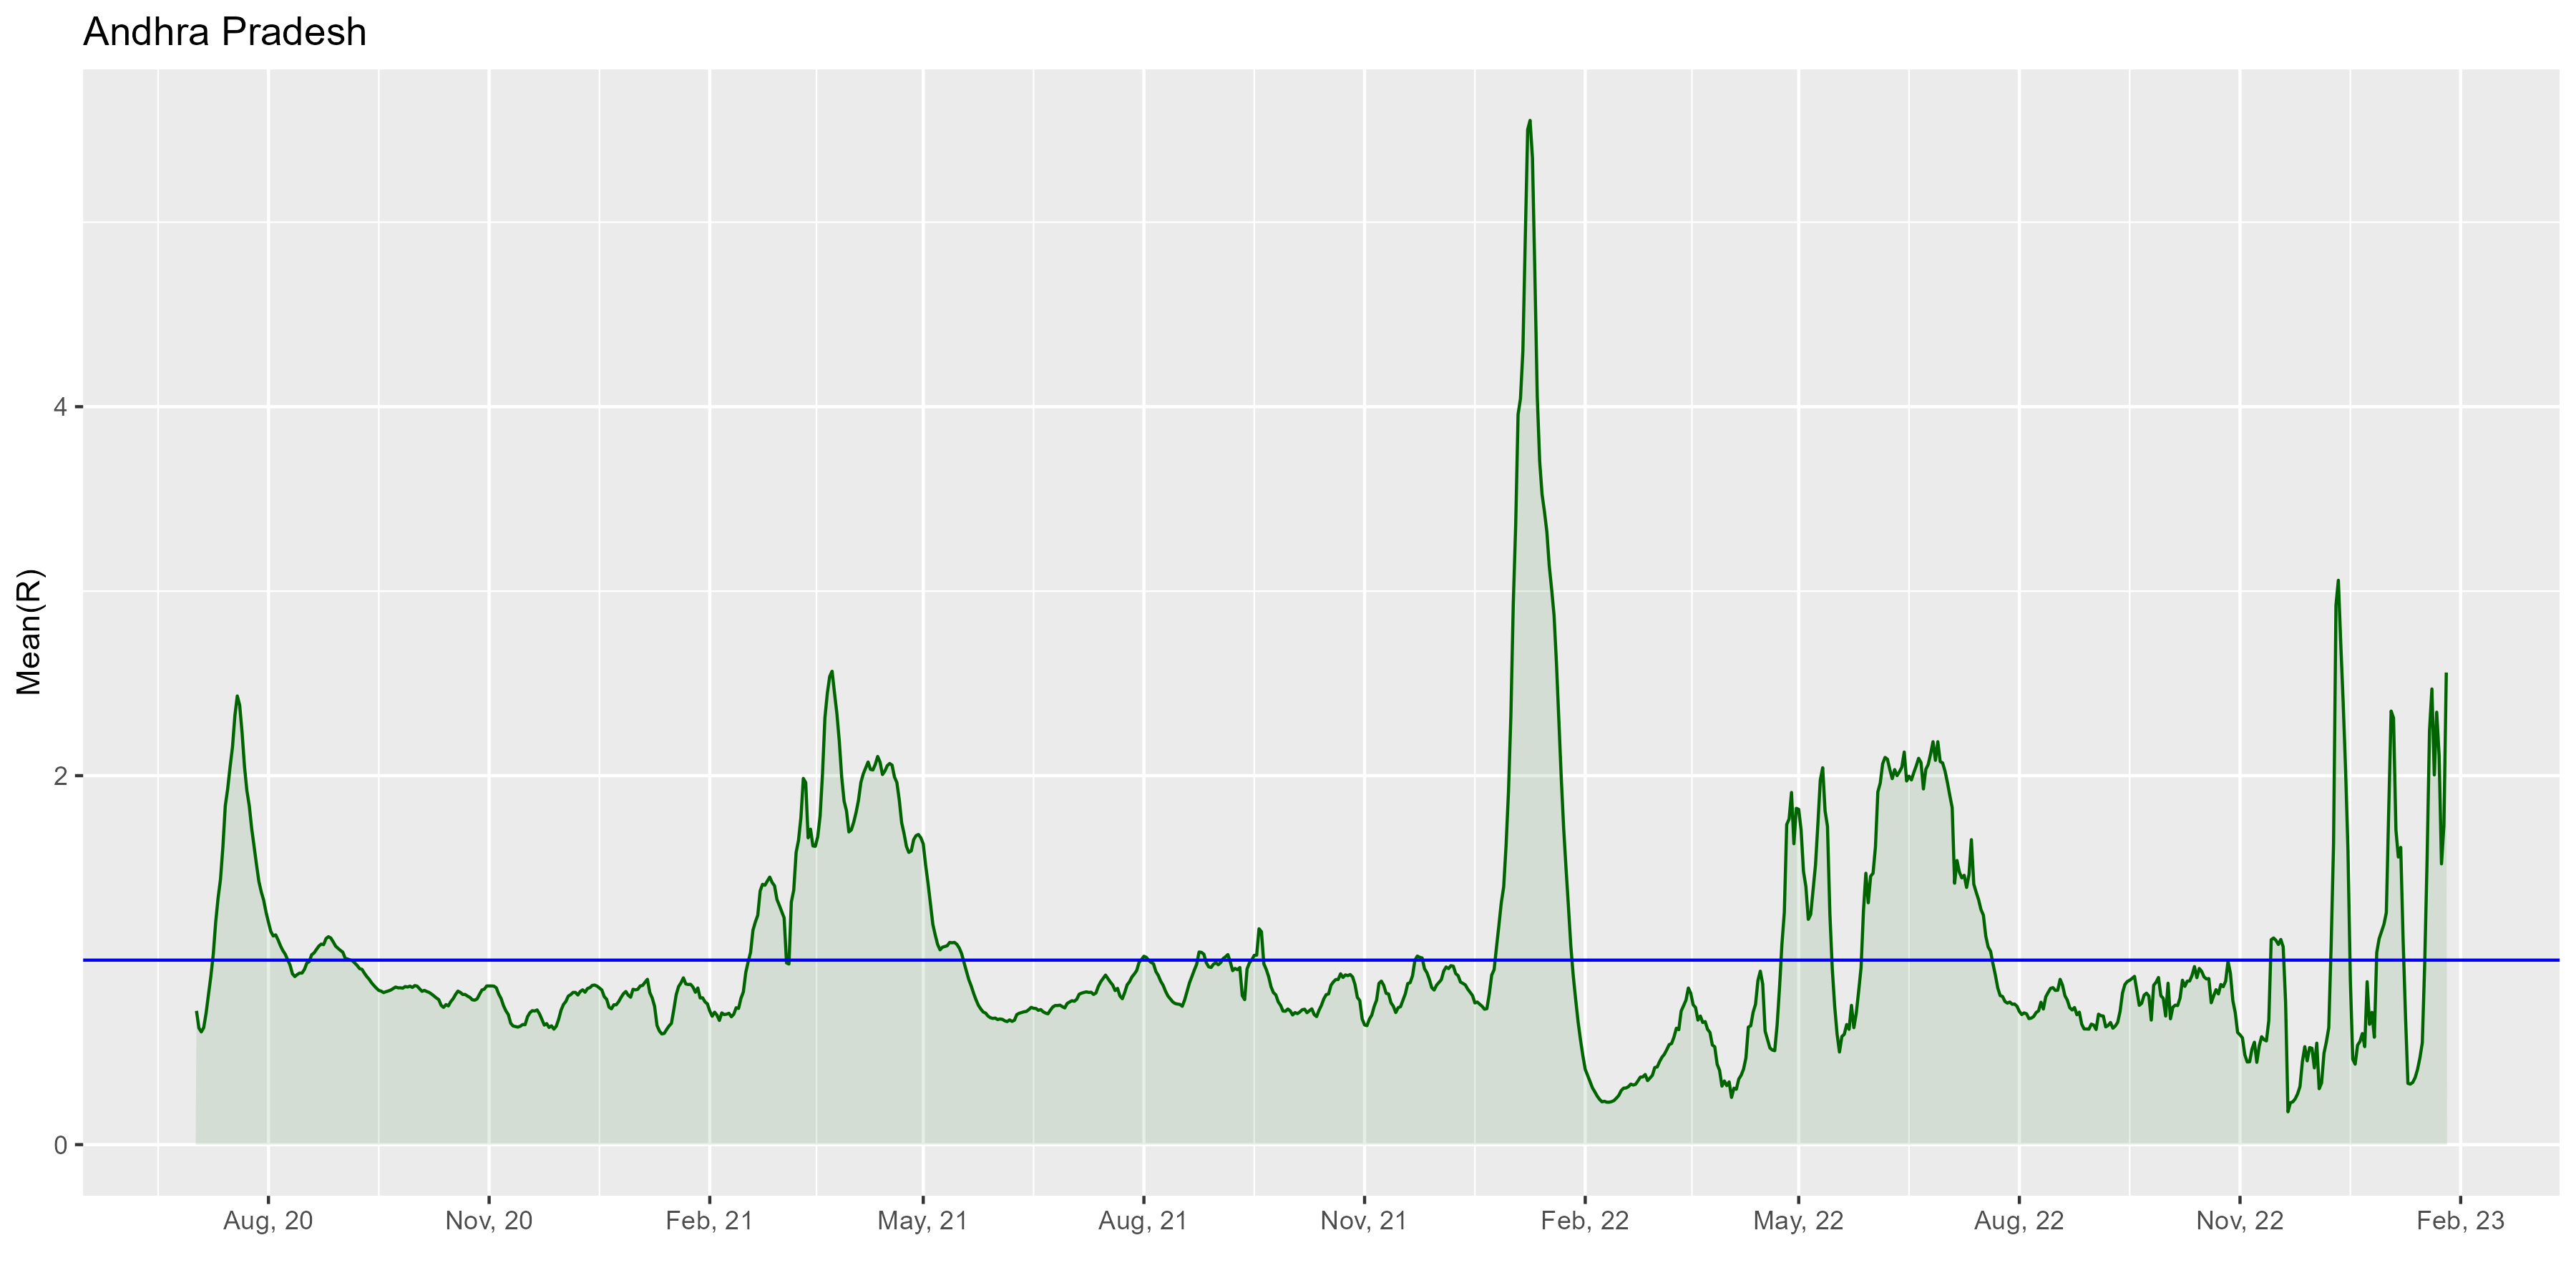 Andhra Pradesh
Mean(R)
4
2
0
Aug, 20 Nov, 20 Feb, 21 May, 21 Aug, 21 Nov, 21 Feb, 22 May, 22 Aug, 22 Nov, 22 Feb, 23